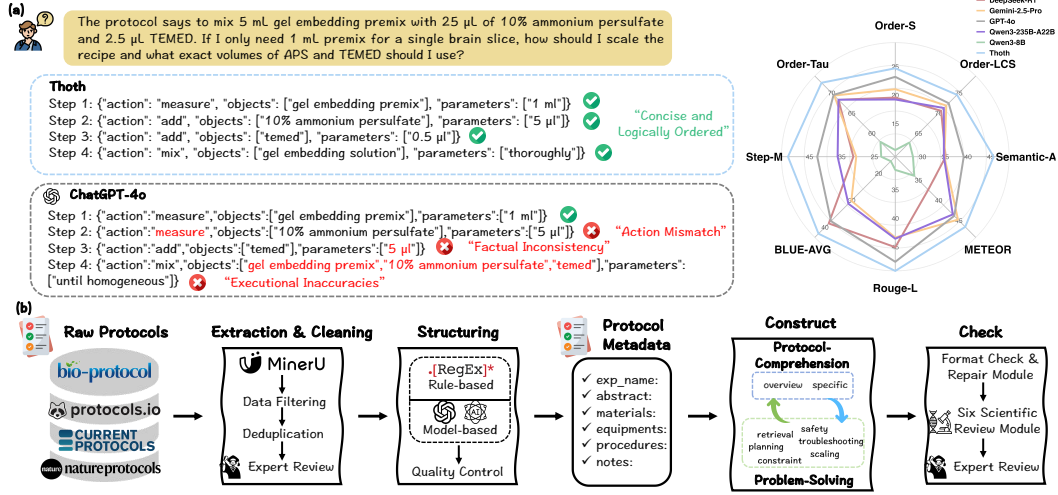 (a)
The protocol says to mix 5 mL gel embedding premix with 25 μL of 10% ammonium persulfate
and 2.5 μL TEMED. If I only need 1 mL premix for a single brain slice, how should I scale the
recipe and what exact volumes of APS and TEMED should I use?
Thoth
Step 1: {"action": "measure", "objects": ["gel embedding premix"], "parameters": ["1 ml"]}
Step 2: {"action": "add", "objects": ["10% ammonium persulfate"], "parameters": ["5 μl"]}
Step 3: {"action": "add", "objects": ["temed"], "parameters": ["0.5 μl"]}
Step 4: {"action": "mix", "objects": ["gel embedding solution"], "parameters": ["thoroughly"]}
"Concise and
Logically Ordered"
ChatGPT-4o
Step 1: {"action":"measure","objects":["gel embedding premix"],"parameters":["1 ml"]}
Step 2: {"action":"measure","objects":["10% ammonium persulfate"],"parameters":["5 μl"]}
"Action Mismatch"
Step 3: {"action":"add","objects":["temed"],"parameters":["5 μl"]}
"Factual Inconsistency"
Step 4: {"action":"mix","objects":["gel embedding premix","10% ammonium persulfate","temed"],"parameters":
["until homogeneous"]}
"Executional Inaccuracies"
Gemini-2.5-Pro
GPT-4o
Qwen3-235B-A22B
Qwen3-8B
Thoth
Order-S
Order-LCS
Semantic-A
METEOR
Rouge-L
BLUE-AVG
Step-M
Order-Tau
(b)
Raw Protocols
bio-protocol
protocols.io
CURRENT
PROTOCOLS
nature natureprotocols
Extraction & Cleaning
MinerU
Data Filtering
Deduplication
Expert Review
Structuring
.[RegEx]*
Rule-based
AI
Model-based
Quality Control
Protocol
Metadata
exp_name:
abstract:
materials:
equipments:
procedures:
notes:
Construct
Protocol-
Comprehension
overview specific
retrieval
planning
constraint
safety
troubleshooting
scaling
Problem-Solving
Check
Format Check &
Repair Module
Six Scientific
Review Module
Expert Review